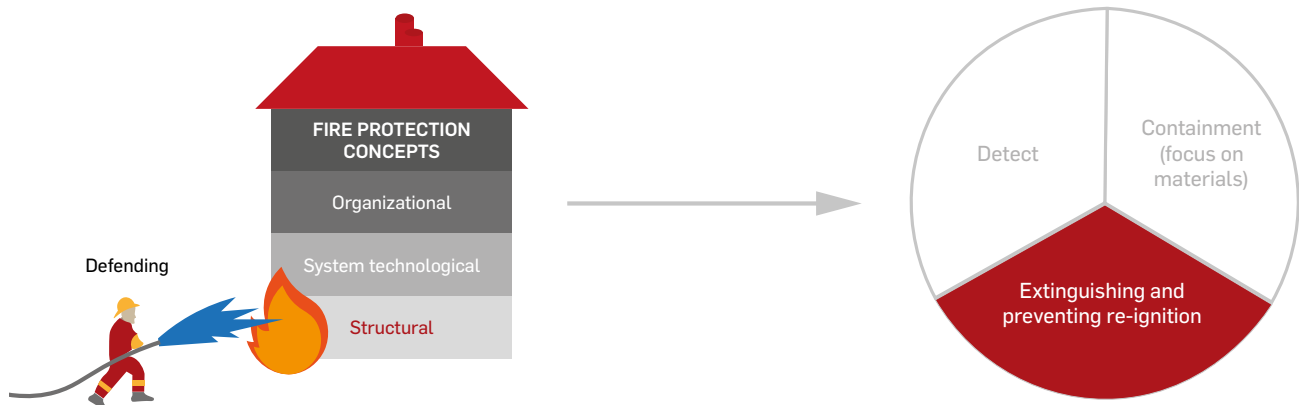 FIRE PROTECTION
CONCEPTS
Organizational
System technological
Structural
Defending
Detect
Containment
(focus on
materials)
Extinguishing and
preventing re-ignition